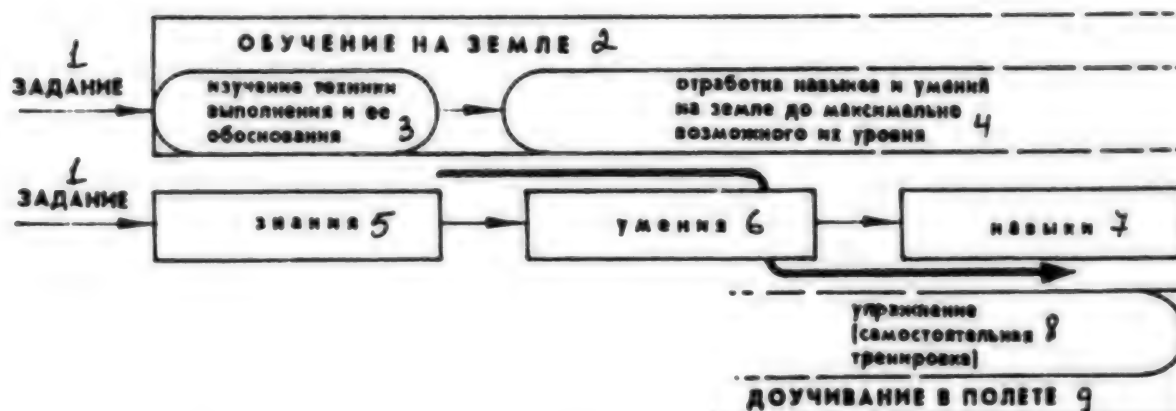 1
ЗАДАНИЕ
ОБУЧЕНИЕ НА ЗЕМЛЕ 2
изучение техники
выполнения и ее
обоснования 3
отработка навыков и умений
на земле до максимально
возможного их уровня 4
1
ЗАДАНИЕ
знания 5
умения 6
навыки 7
упражнение
(самостоятельная 8
тренировка)
ДОУЧИВАНИЕ В ПОЛЕТЕ 9